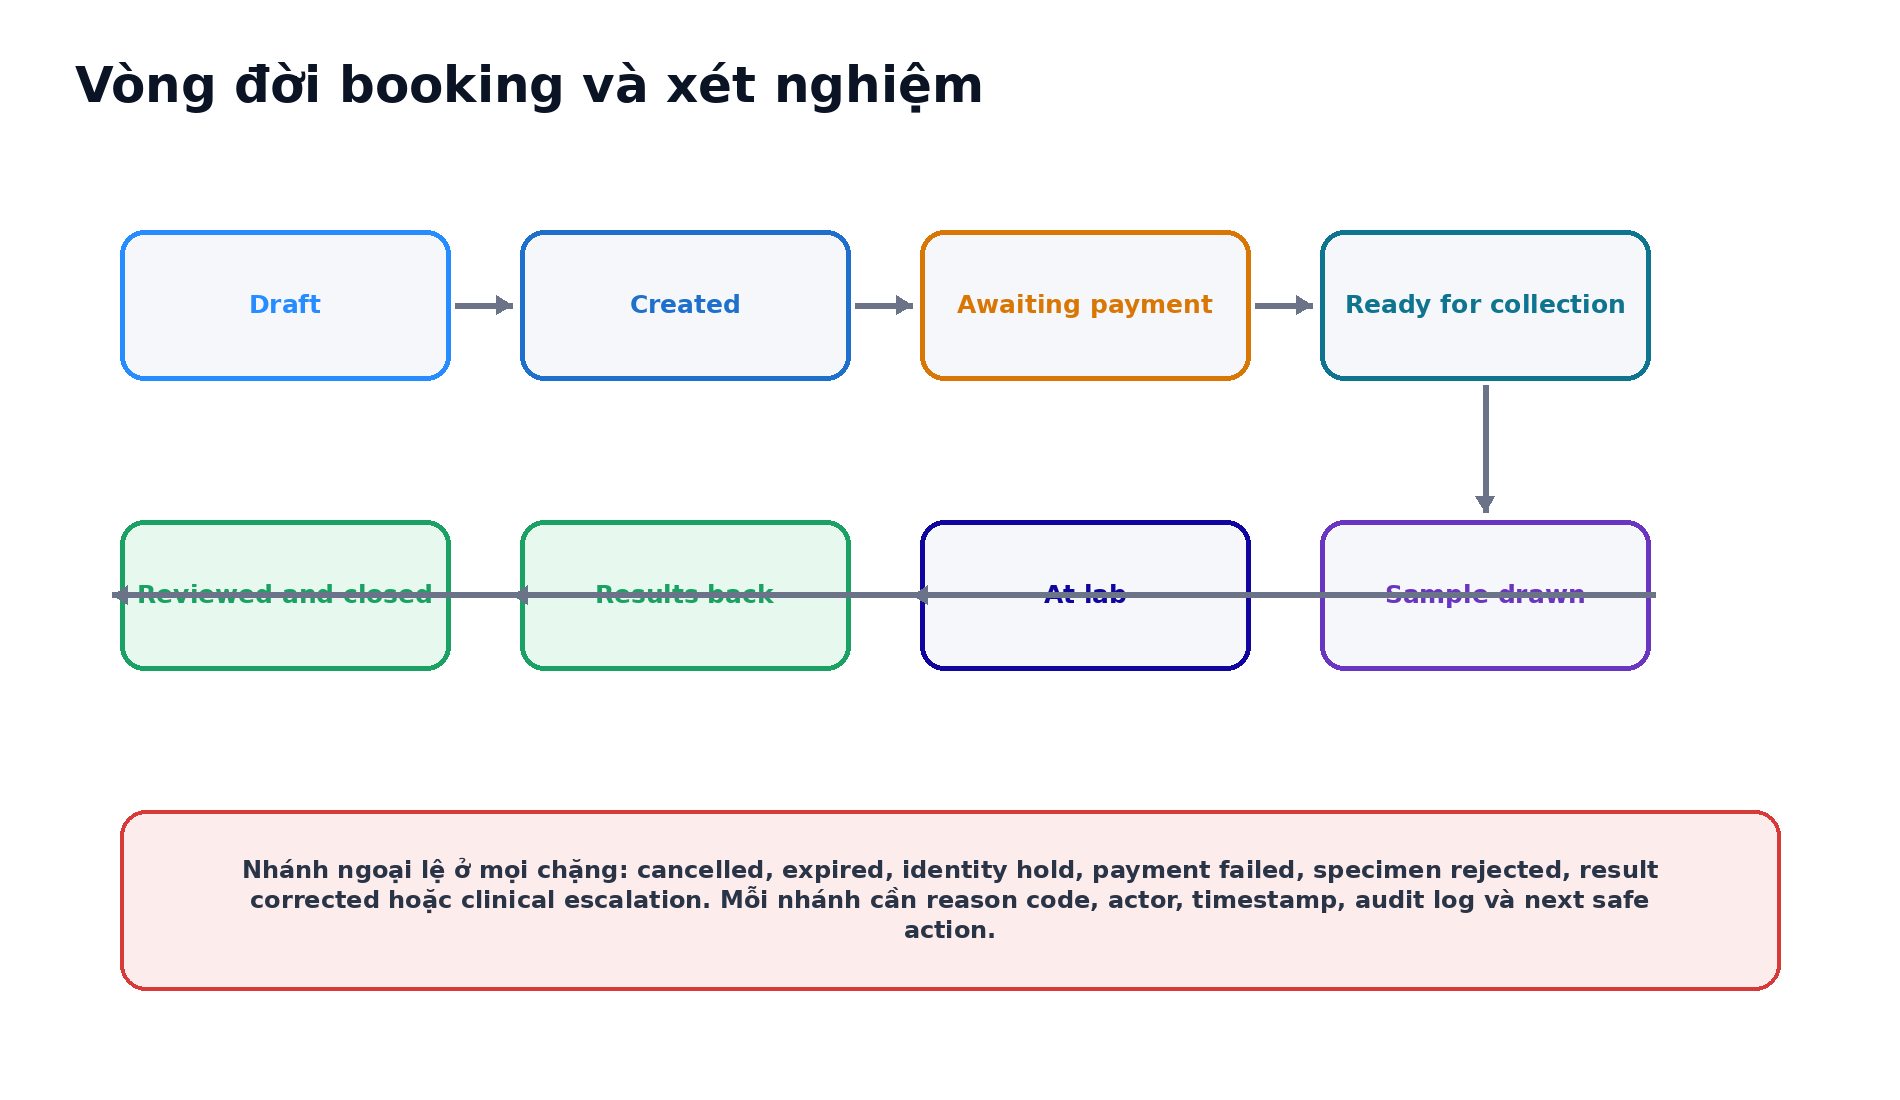 Vòng đời booking và xét nghiệm
Draft
Created
Awaiting payment
Ready for collection
Reviewed and closed
Results back
At lab
Sample drawn
Nhánh ngoại lệ ở mọi chặng: cancelled, expired, identity hold, payment failed, specimen rejected, result
corrected hoặc clinical escalation. Mỗi nhánh cần reason code, actor, timestamp, audit log và next safe
action.